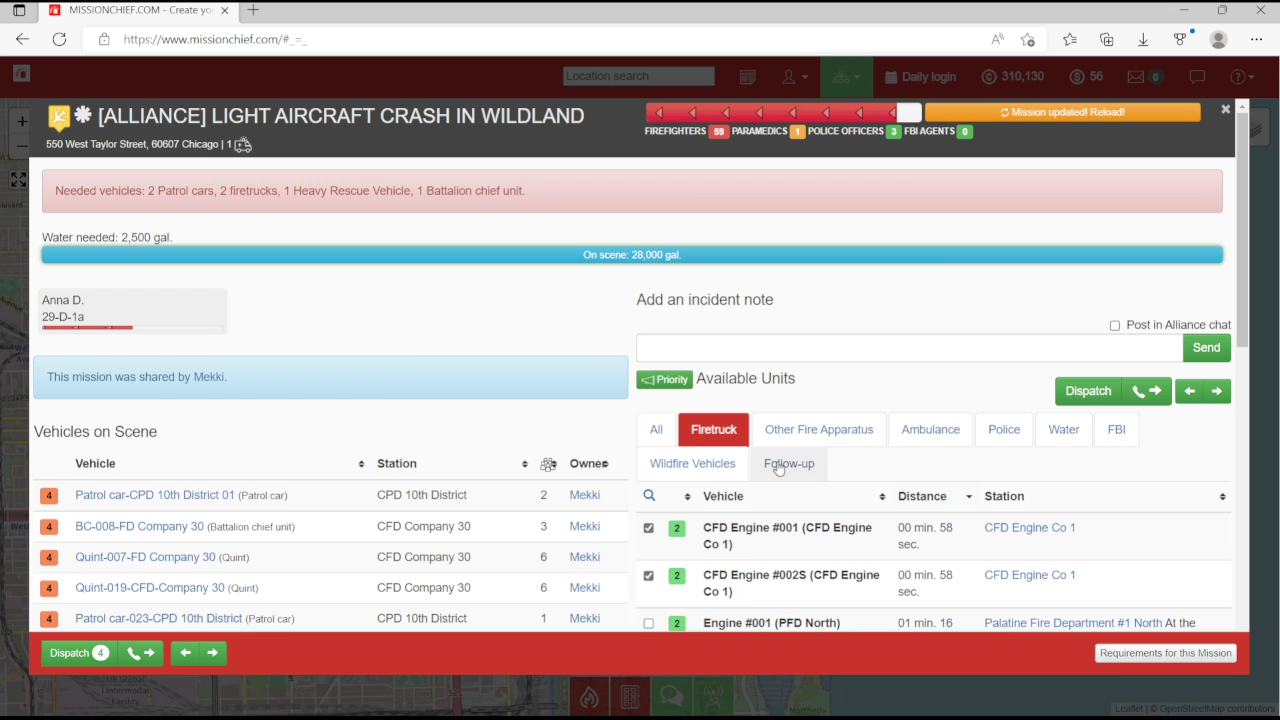 MISSIONCHIEF.COM - Create yo
https://www.missionchief.com/#_=_
Location search
Daily login
310,130
56
0
[ALLIANCE] LIGHT AIRCRAFT CRASH IN WILDLAND
550 West Taylor Street, 60607 Chicago | 1
Mission updated! Reload!
FIREFIGHTERS 59 PARAMEDICS 1 POLICE OFFICERS 3 FBI AGENTS 0
Needed vehicles: 2 Patrol cars, 2 firetrucks, 1 Heavy Rescue Vehicle, 1 Battalion chief unit.
Water needed: 2,500 gal.
On scene: 28,000 gal.
Anna D.
29-D-1a
This mission was shared by Mekki.
Vehicles on Scene
Vehicle Station Owner
4 Patrol car-CPD 10th District 01 (Patrol car) CPD 10th District 2 Mekki
4 BC-008-FD Company 30 (Battalion chief unit) CFD Company 30 3 Mekki
4 Quint-007-FD Company 30 (Quint) CFD Company 30 6 Mekki
4 Quint-019-CFD-Company 30 (Quint) CFD Company 30 6 Mekki
4 Patrol car-023-CPD 10th District (Patrol car) CPD 10th District 1 Mekki
Add an incident note
Post in Alliance chat
Send
Priority Available Units
Dispatch
All Firetruck Other Fire Apparatus Ambulance Police Water FBI
Wildfire Vehicles Follow-up
Vehicle Distance Station
2 CFD Engine #001 (CFD Engine 00 min. 58 CFD Engine Co 1
Co 1) sec.
2 CFD Engine #002S (CFD Engine 00 min. 58 CFD Engine Co 1
Co 1) sec.
2 Engine #001 (PFD North) 01 min. 16 Palatine Fire Department #1 North At the
Dispatch 4
Requirements for this Mission
Leaflet | © OpenStreetMap contributors